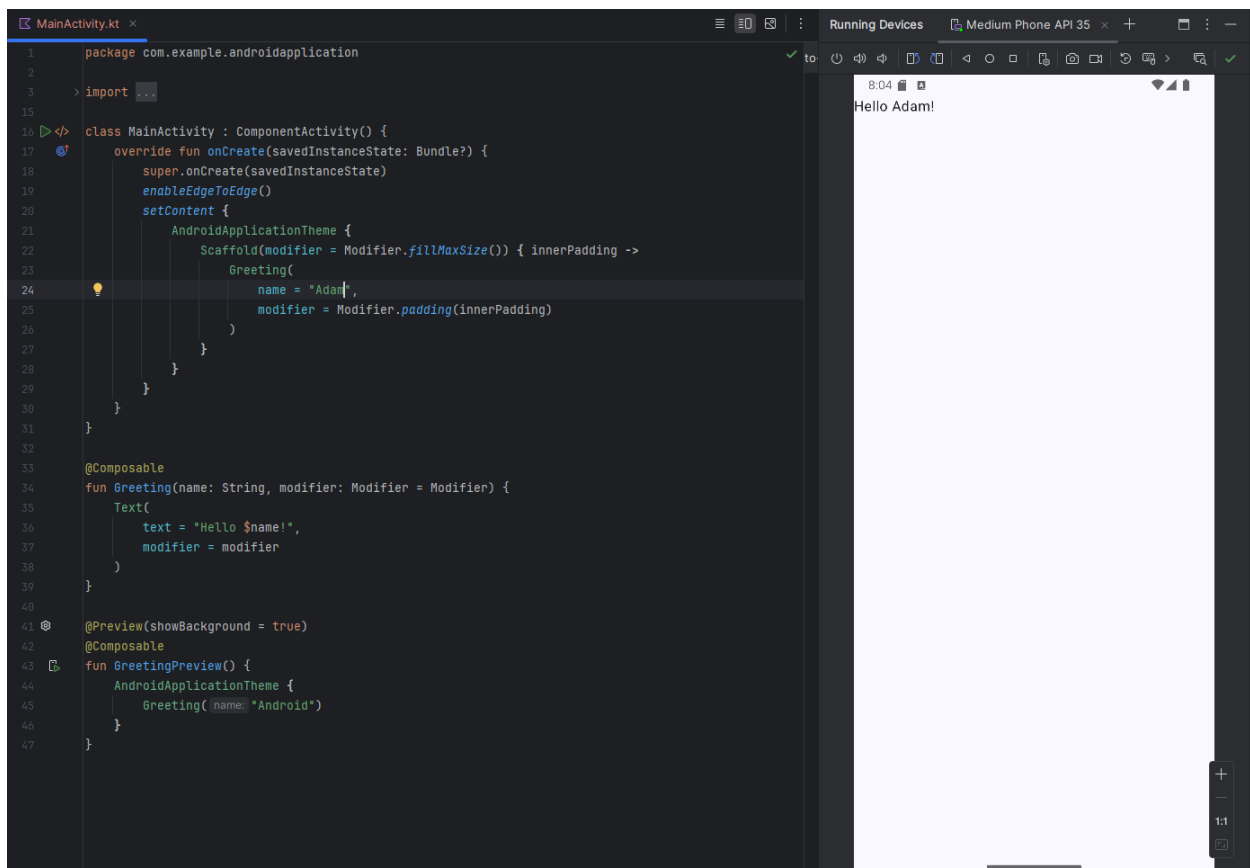 MainActivity.kt
Running Devices
Medium Phone API 35
1 package com.example.androidapplication
2
3 import ...
15
16 class MainActivity : ComponentActivity() {
17 override fun onCreate(savedInstanceState: Bundle?) {
18 super.onCreate(savedInstanceState)
19 enableEdgeToEdge()
20 setContent {
21 AndroidApplicationTheme {
22 Scaffold(modifier = Modifier.fillMaxSize()) { innerPadding ->
23 Greeting(
24 name = "Adam",
25 modifier = Modifier.padding(innerPadding)
26 )
27 }
28 }
29 }
30 }
31 }
32
33 @Composable
34 fun Greeting(name: String, modifier: Modifier = Modifier) {
35 Text(
36 text = "Hello $name!",
37 modifier = modifier
38 )
39 }
40
41 @Preview(showBackground = true)
42 @Composable
43 fun GreetingPreview() {
44 AndroidApplicationTheme {
45 Greeting( name: "Android")
46 }
47 }
to
8:04
Hello Adam!
1:1